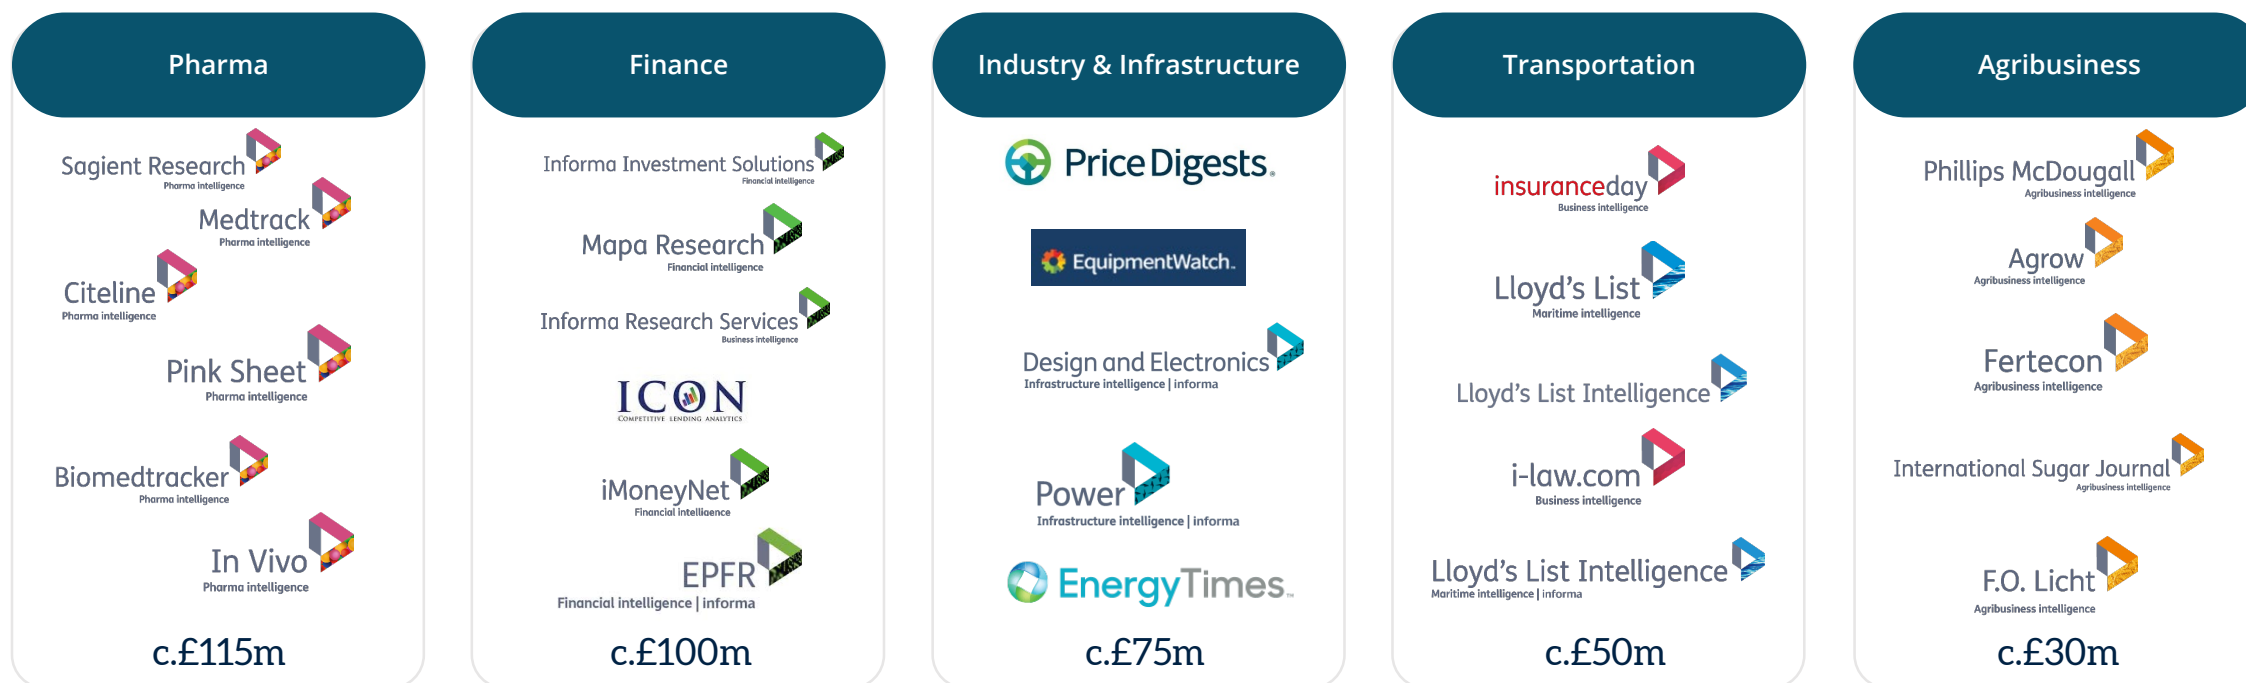 Pharma
Sagient Research
Pharma intelligence
Medtrack
Pharma intelligence
Citeline
Pharma intelligence
Pink Sheet
Pharma intelligence
Biomedtracker
Pharma intelligence
In Vivo
Pharma intelligence
c.£115m
Finance
Informa Investment Solutions
Financial intelligence
Mapa Research
Financial intelligence
Informa Research Services
Business intelligence
ICON
COMPETITIVE LENDING ANALYTICS
iMoneyNet
Financial intelligence
EPFR
Financial intelligence | informa
c.£100m
Industry & Infrastructure
Price Digests®
EquipmentWatch™
Design and Electronics
Infrastructure intelligence | informa
Power
Infrastructure intelligence | informa
EnergyTimes™
c.£75m
Transportation
insuranceday
Business intelligence
Lloyd's List
Maritime intelligence
Lloyd's List Intelligence
i-law.com
Business intelligence
Lloyd's List Intelligence
Maritime intelligence | informa
c.£50m
Agribusiness
Phillips McDougall
Agribusiness intelligence
Agrow
Agribusiness intelligence
Fertecon
Agribusiness intelligence
International Sugar Journal
Agribusiness intelligence
F.O. Licht
Agribusiness intelligence
c.£30m